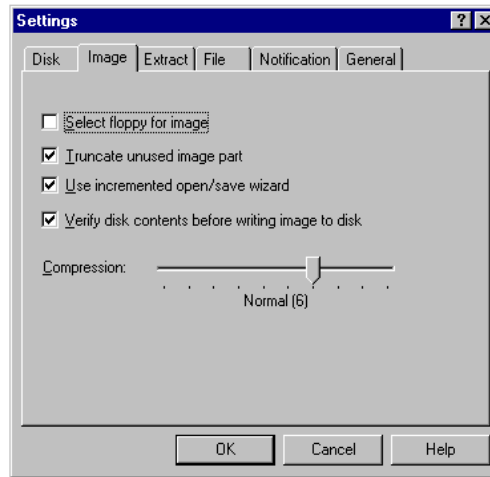 Settings
Disk Image Extract File Notification General
Select floppy for image
Truncate unused image part
Use incremented open/save wizard
Verify disk contents before writing image to disk
Compression:
Normal (6)
OK Cancel Help